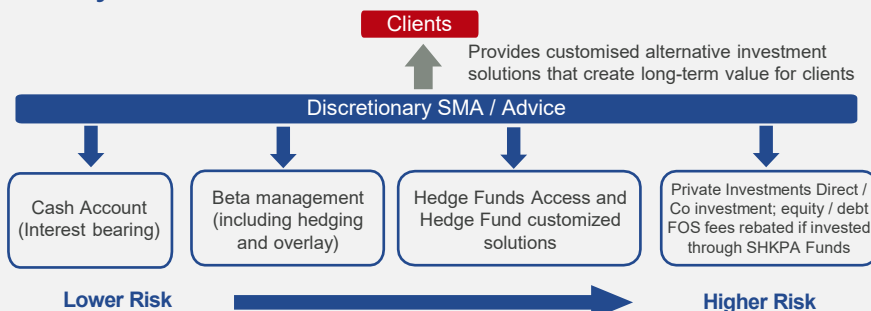 Clients
Provides customised alternative investment
solutions that create long-term value for clients
Discretionary SMA / Advice
Cash Account
(Interest bearing)
Beta management
(including hedging
and overlay)
Hedge Funds Access and
Hedge Fund customized
solutions
Private Investments Direct /
Co investment; equity / debt
FOS fees rebated if invested
through SHKPA Funds
Lower Risk
Higher Risk